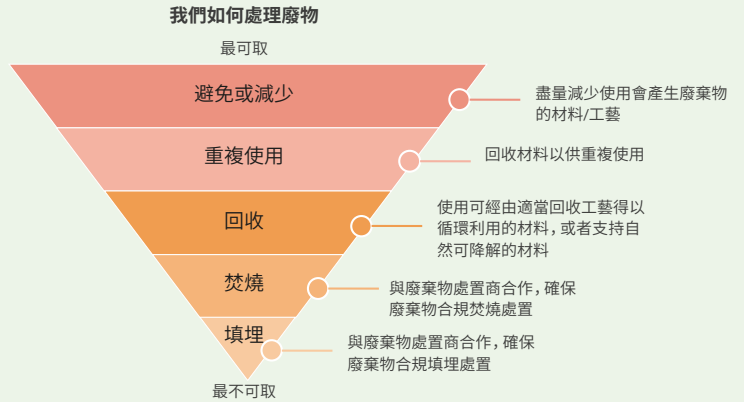 我們如何處理廢物
最可取
避免或減少
盡量減少使用會產生廢棄物
的材料/工藝
重複使用
回收材料以供重複使用
回收
使用可經由適當回收工藝得以
循環利用的材料，或者支持自
然可降解的材料
焚燒
與廢棄物處置商合作，確保
廢棄物合規焚燒處置
填埋
與廢棄物處置商合作，確保
廢棄物合規填埋處置
最不可取